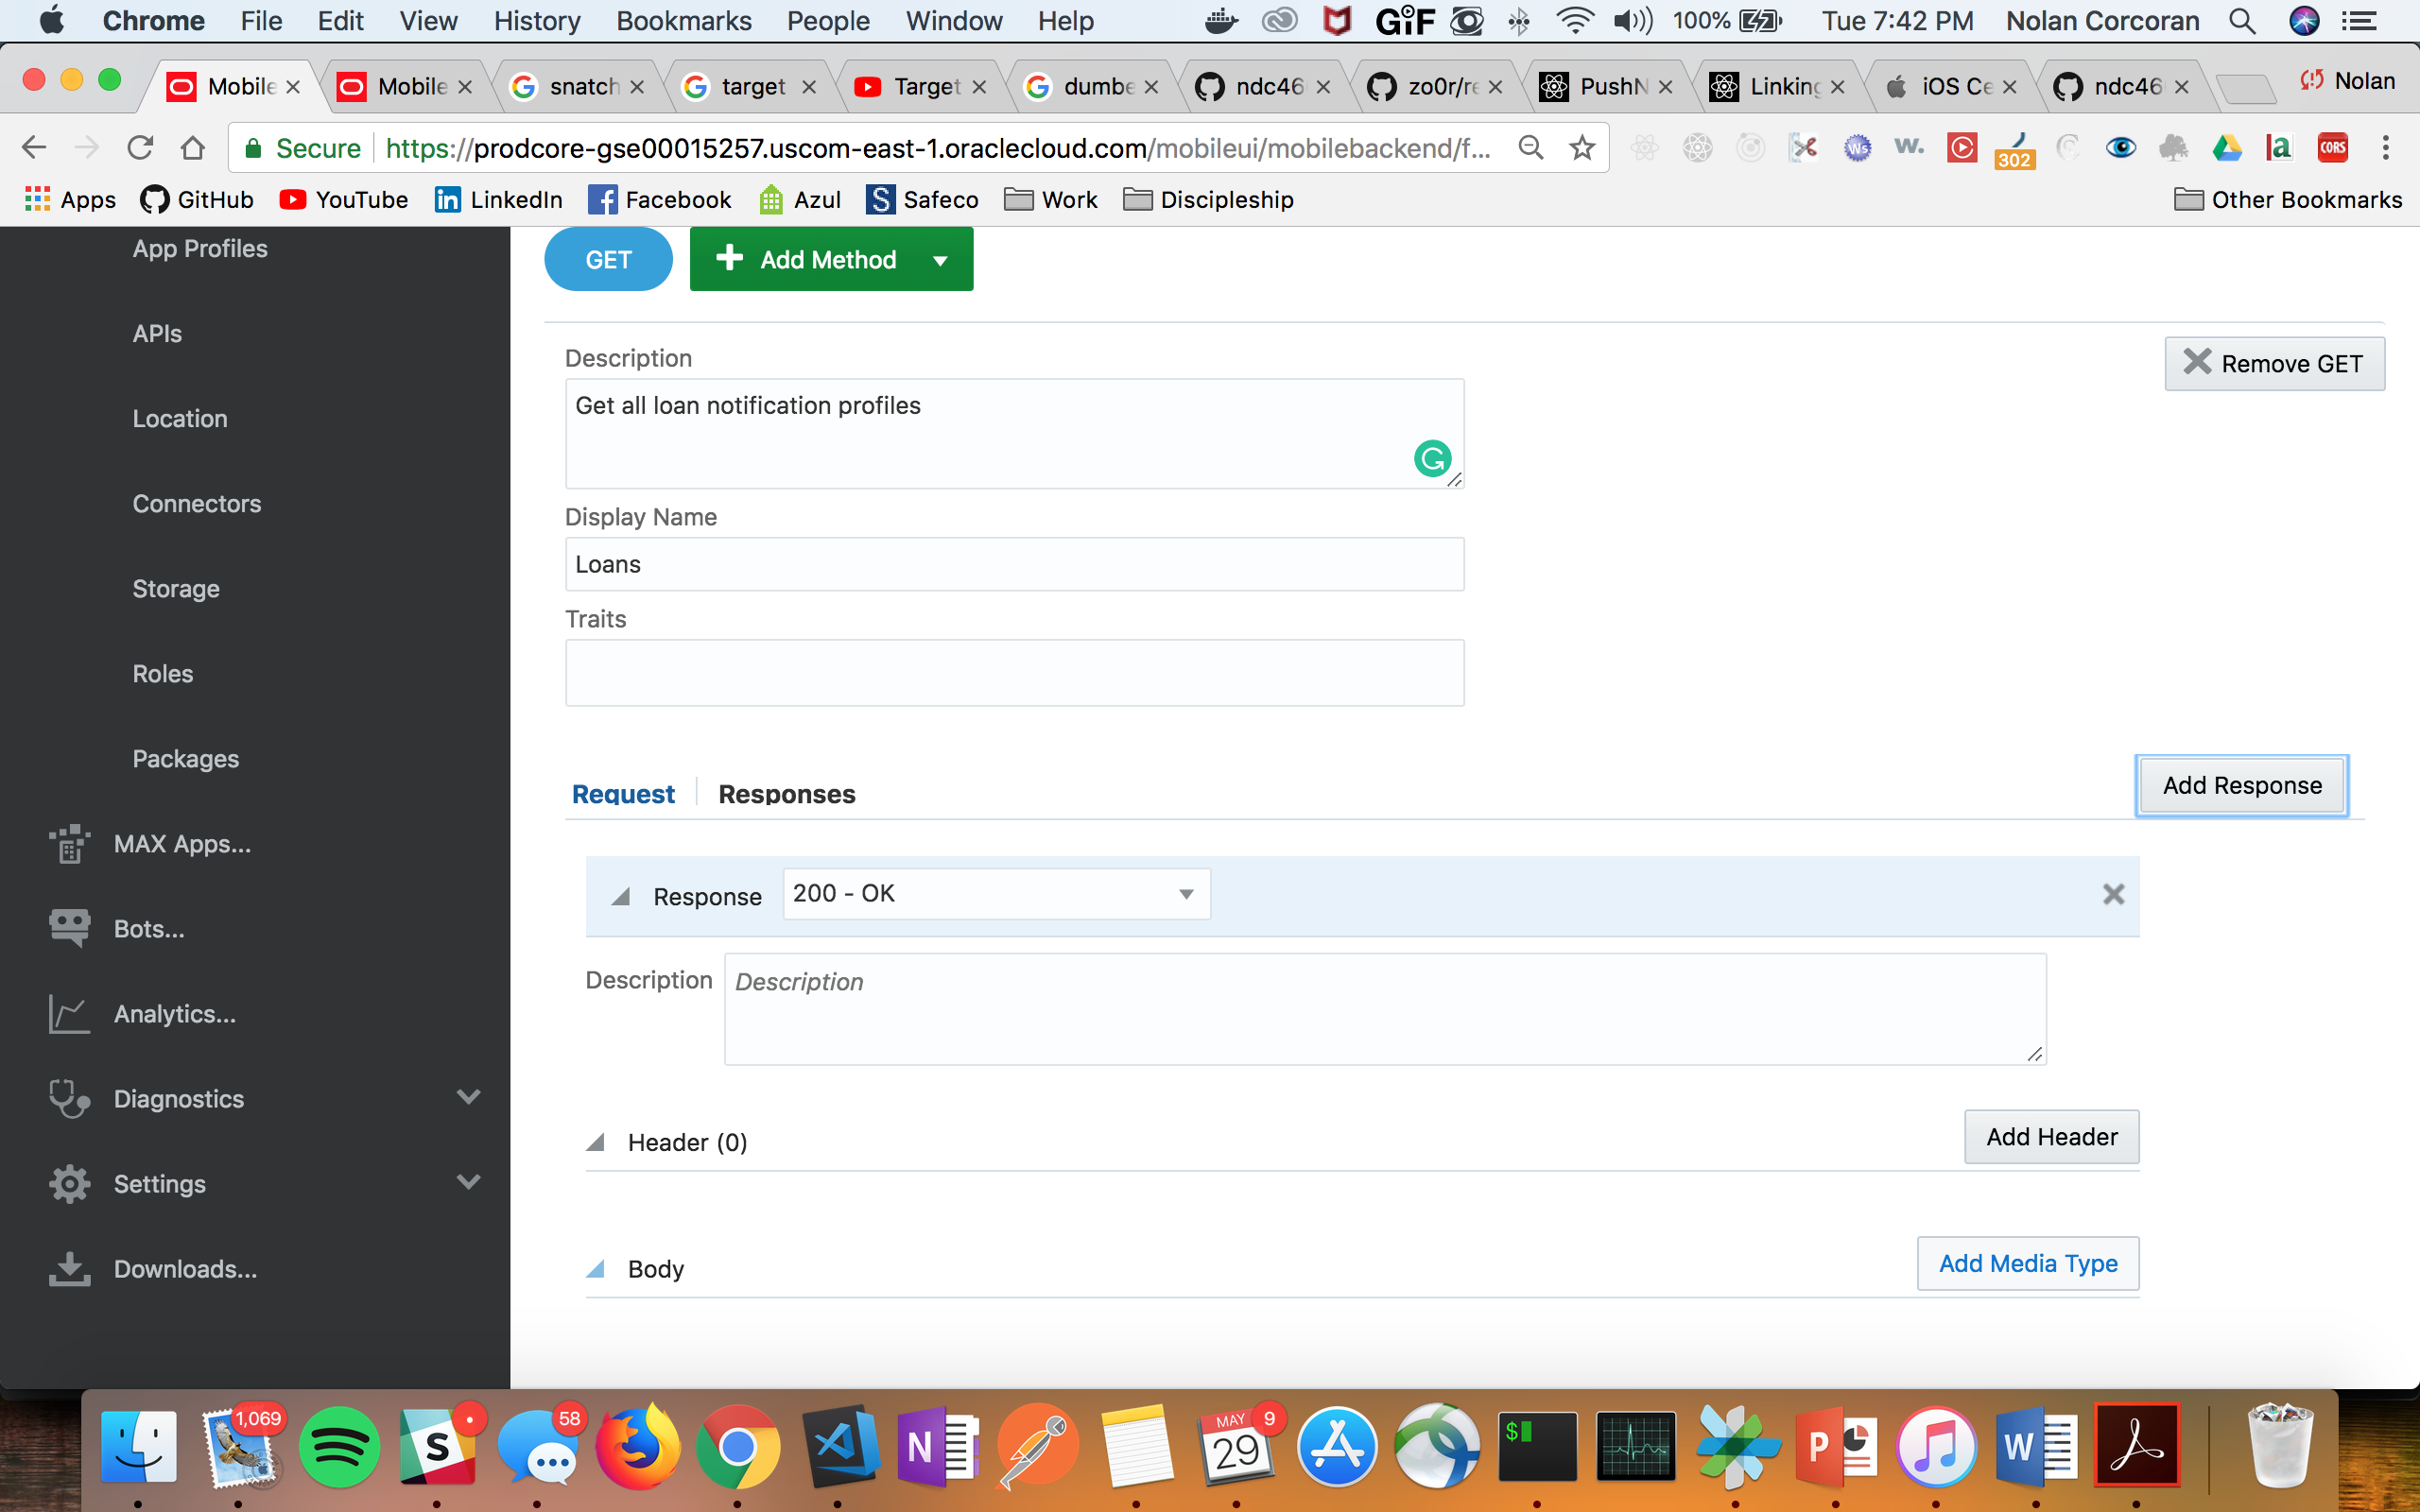 Chrome File Edit View History Bookmarks People Window Help GIF 100% Tue 7:42 PM Nolan Corcoran
Mobile Mobile snatch target Target dumbe ndc46 zo0r/re PushN Linking iOS Ce ndc46 Nolan
Secure https://prodcore-gse00015257.uscom-east-1.oraclecloud.com/mobileui/mobilebackend/f... Ws w. 302 a CORS
Apps GitHub YouTube LinkedIn Facebook Azul Safeco Work Discipleship Other Bookmarks
App Profiles
APIs
Location
Connectors
Storage
Roles
Packages
MAX Apps...
Bots...
Analytics...
Diagnostics
Settings
Downloads...
GET Add Method
Description
Remove GET
Get all loan notification profiles
Display Name
Loans
Traits
Request Responses Add Response
Response 200 - OK
Description Description
Header (0) Add Header
Body Add Media Type
1,069 58 MAY 9
S N 29 $ P W